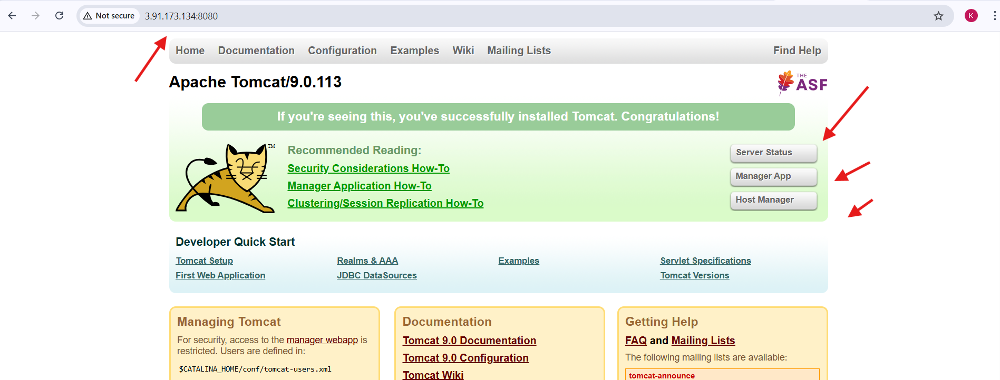 Not secure 3.91.173.134:8080 K
Home Documentation Configuration Examples Wiki Mailing Lists Find Help
Apache Tomcat/9.0.113
THE
ASF
If you're seeing this, you've successfully installed Tomcat. Congratulations!
TM
Recommended Reading:
Security Considerations How-To
Manager Application How-To
Clustering/Session Replication How-To
Server Status
Manager App
Host Manager
Developer Quick Start
Tomcat Setup
First Web Application
Realms & AAA
JDBC DataSources
Examples
Servlet Specifications
Tomcat Versions
Managing Tomcat
For security, access to the manager webapp is
restricted. Users are defined in:
$CATALINA_HOME/conf/tomcat-users.xml
Documentation
Tomcat 9.0 Documentation
Tomcat 9.0 Configuration
Tomcat Wiki
Getting Help
FAQ and Mailing Lists
The following mailing lists are available:
tomcat-announce